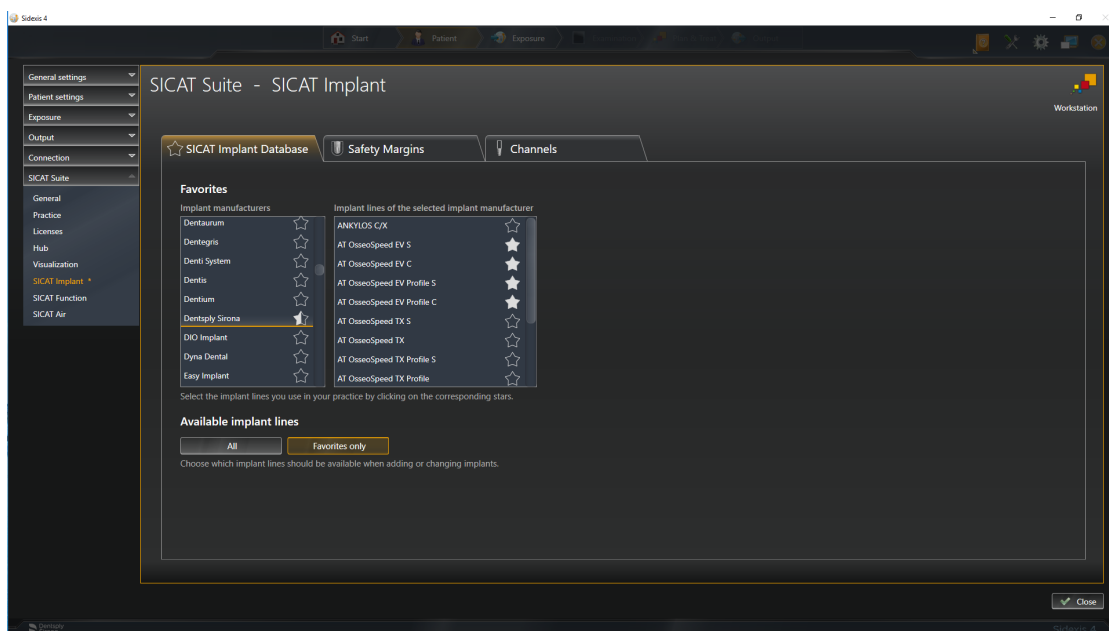 Sidexis 4
Start
Patient
Exposure
General settings
Patient settings
Exposure
Output
Connection
SICAT Suite
General
Practice
Licenses
Hub
Visualization
SICAT Implant *
SICAT Function
SICAT Air
SICAT Suite - SICAT Implant
Workstation
SICAT Implant Database
Safety Margins
Channels
Favorites
Implant manufacturers
Dentaurum
Dentegris
Denti System
Dentis
Dentium
Dentsply Sirona
DIO Implant
Dyna Dental
Easy Implant
Implant lines of the selected implant manufacturer
ANKYLOS C/X
AT OsseoSpeed EV S
AT OsseoSpeed EV C
AT OsseoSpeed EV Profile S
AT OsseoSpeed EV Profile C
AT OsseoSpeed TX S
AT OsseoSpeed TX
AT OsseoSpeed TX Profile S
AT OsseoSpeed TX Profile
Select the implant lines you use in your practice by clicking on the corresponding stars.
Available implant lines
All
Favorites only
Choose which implant lines should be available when adding or changing implants.
Close
Dentsply
Sidexis 4